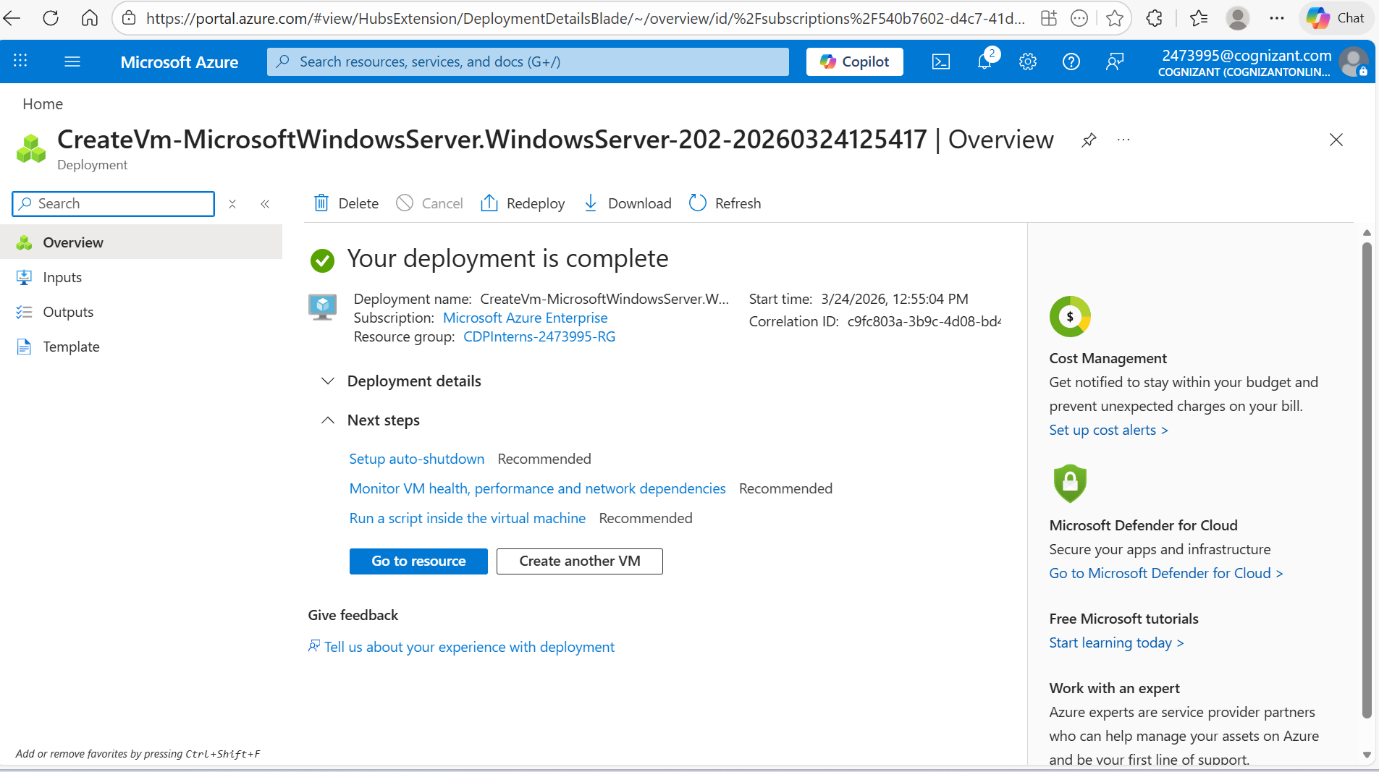 https://portal.azure.com/#view/HubsExtension/DeploymentDetailsBlade/~/overview/id/%2Fsubscriptions%2F540b7602-d4c7-41d...
Chat
Microsoft Azure
Search resources, services, and docs (G+/)
Copilot
2
2473995@cognizant.com
COGNIZANT (COGNIZANTONLIN...
Home
CreateVm-MicrosoftWindowsServer.WindowsServer-202-20260324125417 | Overview
Deployment
Search
Delete
Cancel
Redeploy
Download
Refresh
Overview
Inputs
Outputs
Template
Your deployment is complete
Deployment name: CreateVm-MicrosoftWindowsServer.W...
Subscription: Microsoft Azure Enterprise
Resource group: CDPInterns-2473995-RG
Start time: 3/24/2026, 12:55:04 PM
Correlation ID: c9fc803a-3b9c-4d08-bd4
Deployment details
Next steps
Setup auto-shutdown Recommended
Monitor VM health, performance and network dependencies Recommended
Run a script inside the virtual machine Recommended
Go to resource
Create another VM
Give feedback
Tell us about your experience with deployment
$
Cost Management
Get notified to stay within your budget and
prevent unexpected charges on your bill.
Set up cost alerts >
Microsoft Defender for Cloud
Secure your apps and infrastructure
Go to Microsoft Defender for Cloud >
Free Microsoft tutorials
Start learning today >
Work with an expert
Azure experts are service provider partners
who can help manage your assets on Azure
and be your first line of support.
Add or remove favorites by pressing Ctrl+Shift+F